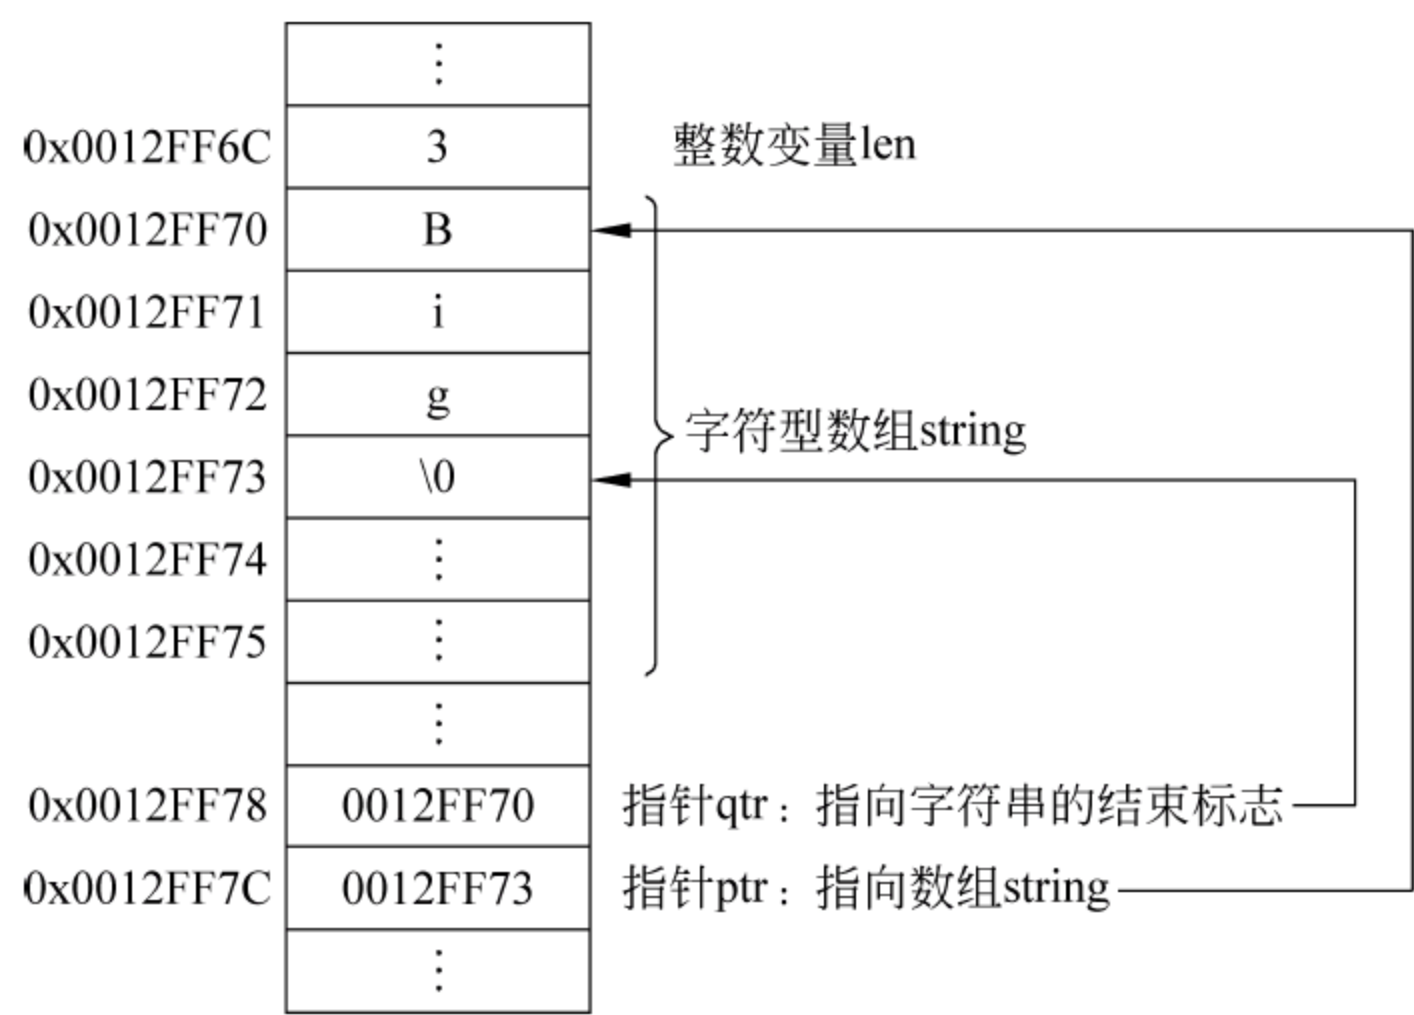 ⋮
0x0012FF6C 3 整数变量len
0x0012FF70 B
0x0012FF71 i
0x0012FF72 g
字符型数组string
0x0012FF73 \0
0x0012FF74 ⋮
0x0012FF75 ⋮
⋮
0x0012FF78 0012FF70 指针qtr：指向字符串的结束标志
0x0012FF7C 0012FF73 指针ptr：指向数组string
⋮